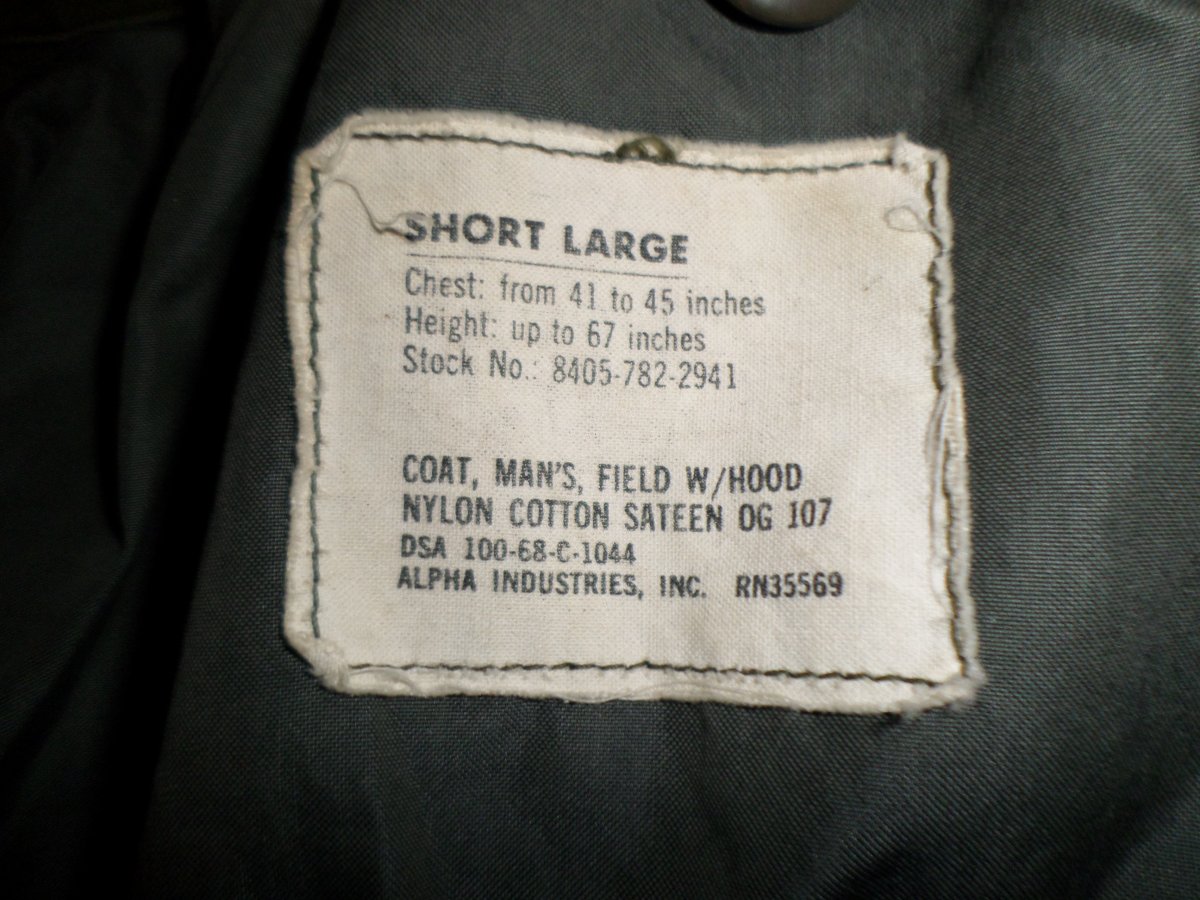 SHORT LARGE
Chest: from 41 to 45 inches
Height: up to 67 inches
Stock No.: 8405-782-2941
COAT, MAN'S, FIELD W/HOOD
NYLON COTTON SATEEN OG 107
DSA 100-68-C-1044
ALPHA INDUSTRIES, INC. RN35569